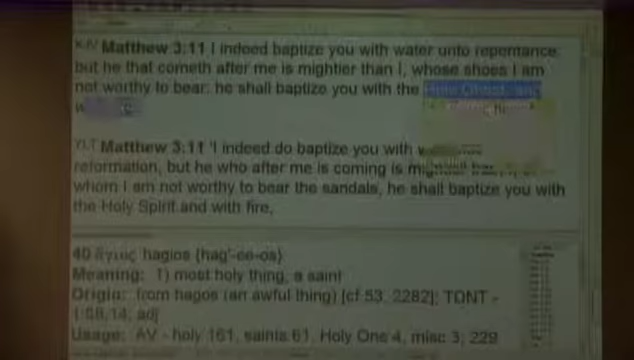 KJV Matthew 3:11 I indeed baptize you with water unto repentance:
but he that cometh after me is mightier than I, whose shoes I am
not worthy to bear: he shall baptize you with the Holy Ghost, and
YLT Matthew 3:11 'I indeed do baptize you with
reformation, but he who after me is coming is
whom I am not worthy to bear the sandals, he shall baptize you with
the Holy Spirit and with fire,
40 ἅγιος hagios {hag'-ee-os}
Meaning: 1) most holy thing, a saint
Origin: from hagos (an awful thing) [cf 53, 2282]; TDNT -
1:88,14; adj
Usage: AV - holy 161, saints 61, Holy One 4, misc 3; 229